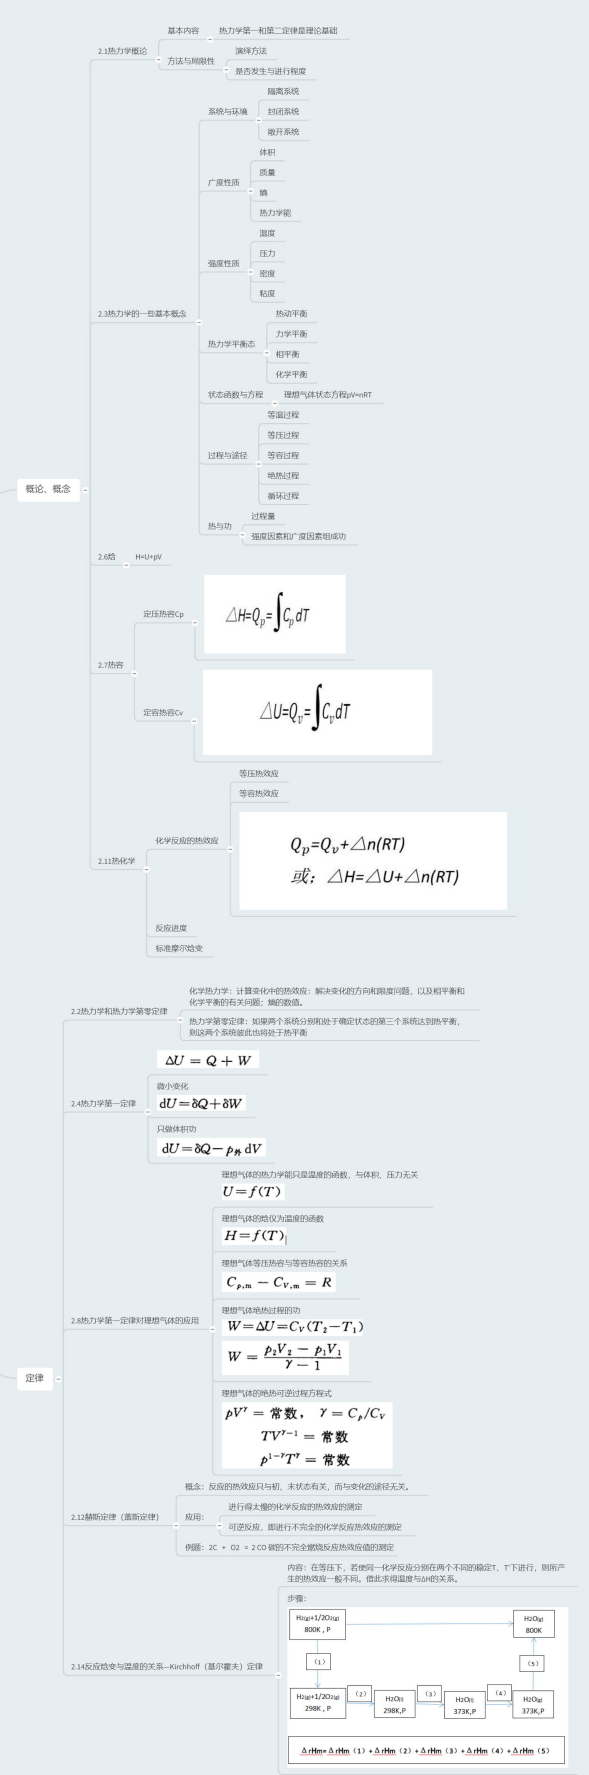 概论、概念
2.1热力学概论
基本内容
热力学第一和第二定律是理论基础
方法与局限性
演绎方法
是否发生与进行程度
2.3热力学的一些基本概念
系统与环境
隔离系统
封闭系统
敞开系统
广度性质
体积
质量
熵
热力学能
强度性质
温度
压力
密度
粘度
热力学平衡态
热动平衡
力学平衡
相平衡
化学平衡
状态函数与方程
理想气体状态方程pV=nRT
过程与途径
等温过程
等压过程
等容过程
绝热过程
循环过程
热与功
过程量
强度因素和广度因素组成功
2.6焓
H=U+pV
2.7热容
定压热容Cp
△H=Qp=∫CpdT
定容热容Cv
△U=Qv=∫CvdT
2.11热化学
化学反应的热效应
等压热效应
等容热效应
Qp=Qv+△n(RT)
或；△H=△U+△n(RT)
反应进度
标准摩尔焓变
定律
2.2热力学和热力学第零定律
化学热力学：计算变化中的热效应：解决变化的方向和限度问题，以及相平衡和
化学平衡的有关问题；熵的数值。
热力学第零定律：如果两个系统分别和处于确定状态的第三个系统达到热平衡，
则这两个系统彼此也将处于热平衡
2.4热力学第一定律
ΔU = Q + W
微小变化
dU=δQ+δW
只做体积功
dU=δQ－p外dV
2.8热力学第一定律对理想气体的应用
理想气体的热力学能只是温度的函数，与体积、压力无关
U=f(T)
理想气体的焓仅为温度的函数
H=f(T)
理想气体等压热容与等容热容的关系
Cp,m － CV,m = R
理想气体绝热过程的功
W=ΔU=CV(T2－T1)
W = (p2V2 － p1V1)/(γ－1)
理想气体的绝热可逆过程方程式
pV^γ = 常数， γ = Cp/CV
TV^(γ－1) = 常数
p^(1－γ)T^γ = 常数
2.12赫斯定律（盖斯定律）
概念：反应的热效应只与初、末状态有关，而与变化的途径无关。
应用：
进行得太慢的化学反应的热效应的测定
可逆反应，即进行不完全的化学反应热效应的测定
例题：2C + O2 = 2 CO 碳的不完全燃烧反应热效应值的测定
2.14反应焓变与温度的关系—Kirchhoff（基尔霍夫）定律
内容：在等压下，若使同一化学反应分别在两个不同的稳定T、T'下进行，则所产
生的热效应一般不同。借此求得温度与ΔH的关系。
步骤：
H2(g)+1/2O2(g)
800K , P
H2O(g)
800K
（1）
（5）
H2(g)+1/2O2(g)
298K , P
（2）
H2O(l)
298K,P
（3）
H2O(l)
373K,P
（4）
H2O(g)
373K,P
Δ rHm=Δ rHm（1）+Δ rHm（2）+Δ rHm（3）+Δ rHm（4）+Δ rHm（5）